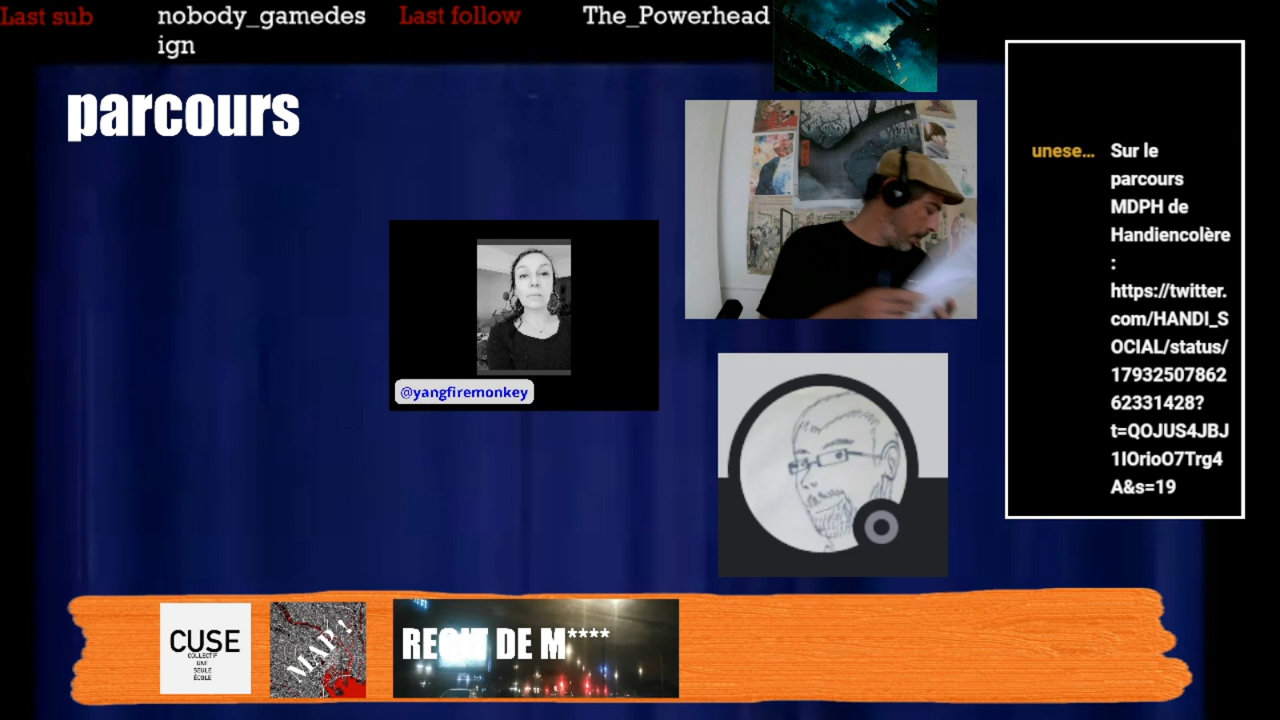 Last sub nobody_gamedes
ign
Last follow The_Powerhead
parcours
@yangfiremonkey
unese... Sur le
parcours
MDPH de
Handiencolère
:
https://twitter.
com/HANDI_S
OCIAL/status/
17932507862
62331428?
t=QOJUS4JBJ
1IOrioO7Trg4
A&s=19
CUSE
COLLECTIF
UNE
SEULE
ÉCOLE
MAP !
RECIT DE M****